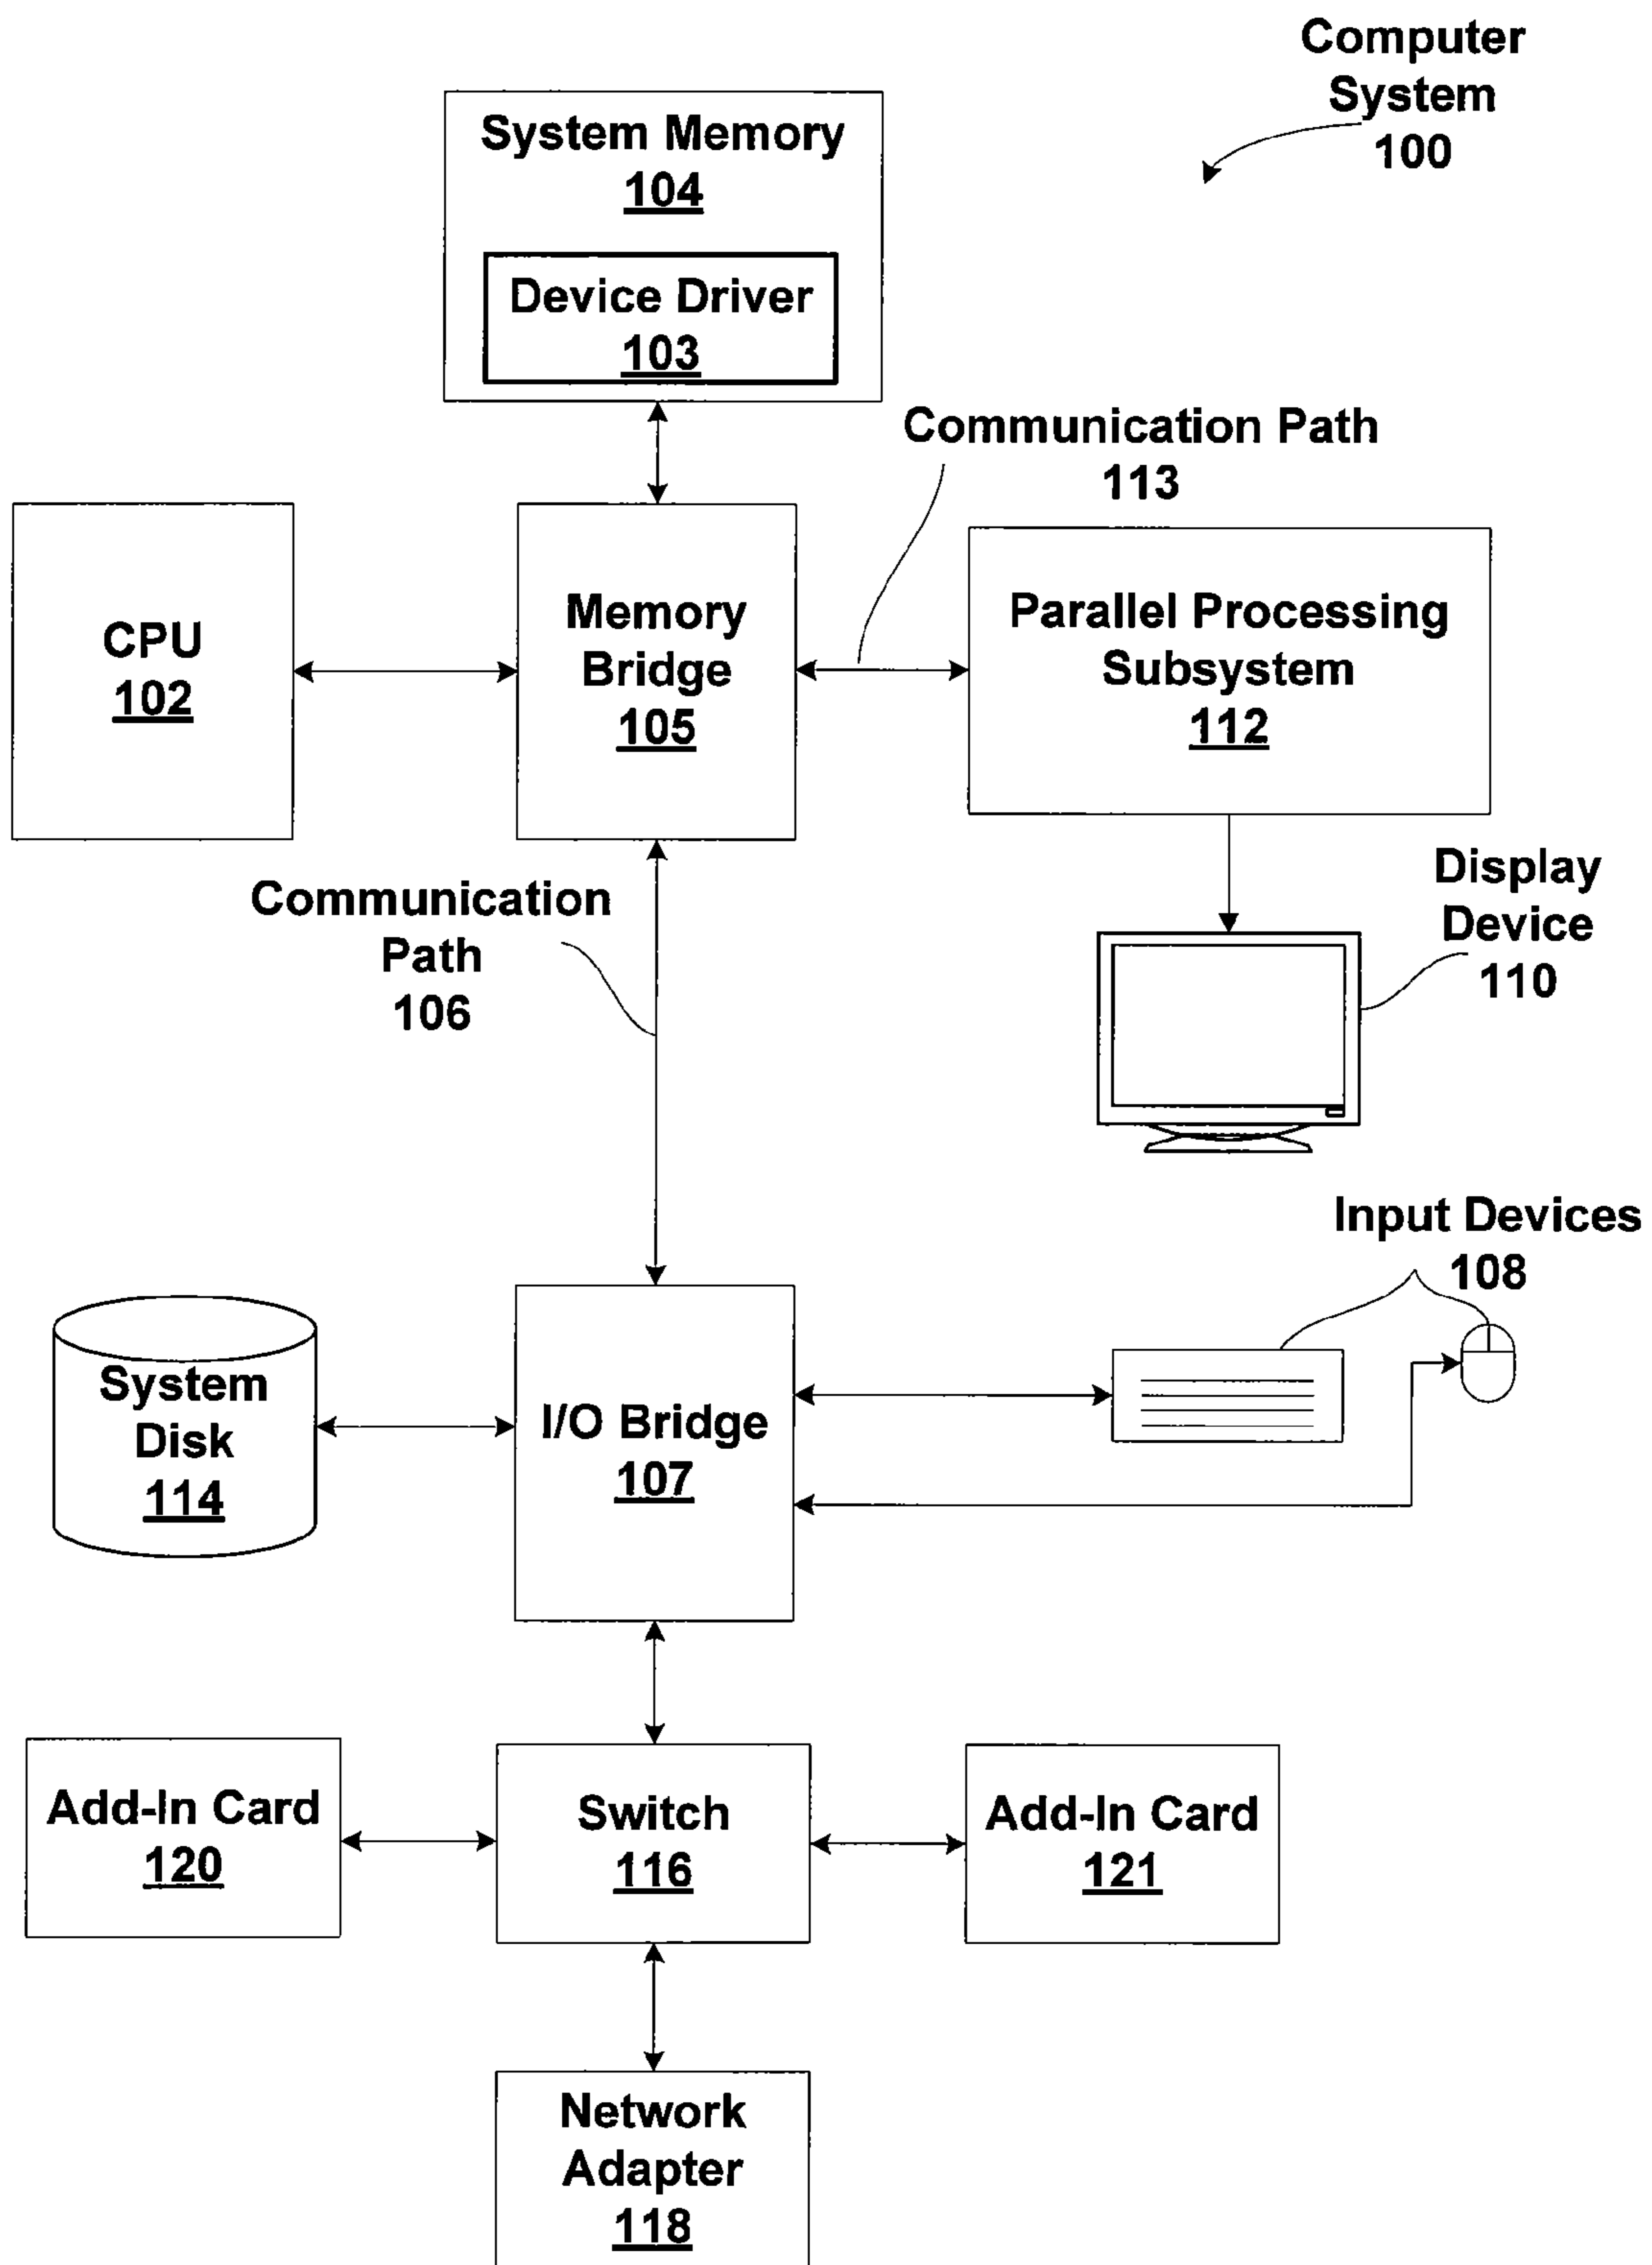 Computer
System
100
System Memory
104
Device Driver
103
Communication Path
113
CPU
102
Memory
Bridge
105
Parallel Processing
Subsystem
112
Communication
Path
106
Display
Device
110
Input Devices
108
System
Disk
114
I/O Bridge
107
Add-In Card
120
Switch
116
Add-In Card
121
Network
Adapter
118